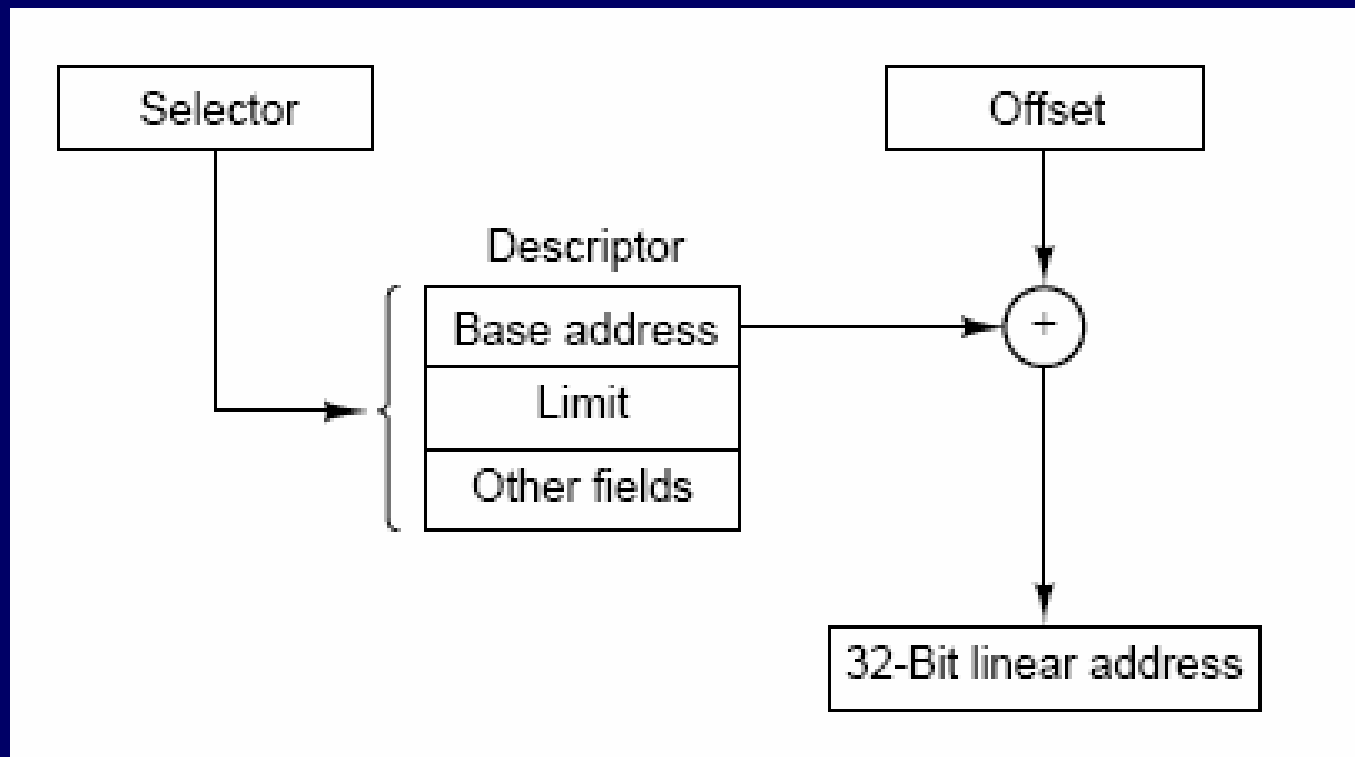 Selector
Offset
Descriptor
Base address
+
Limit
Other fields
32-Bit linear address